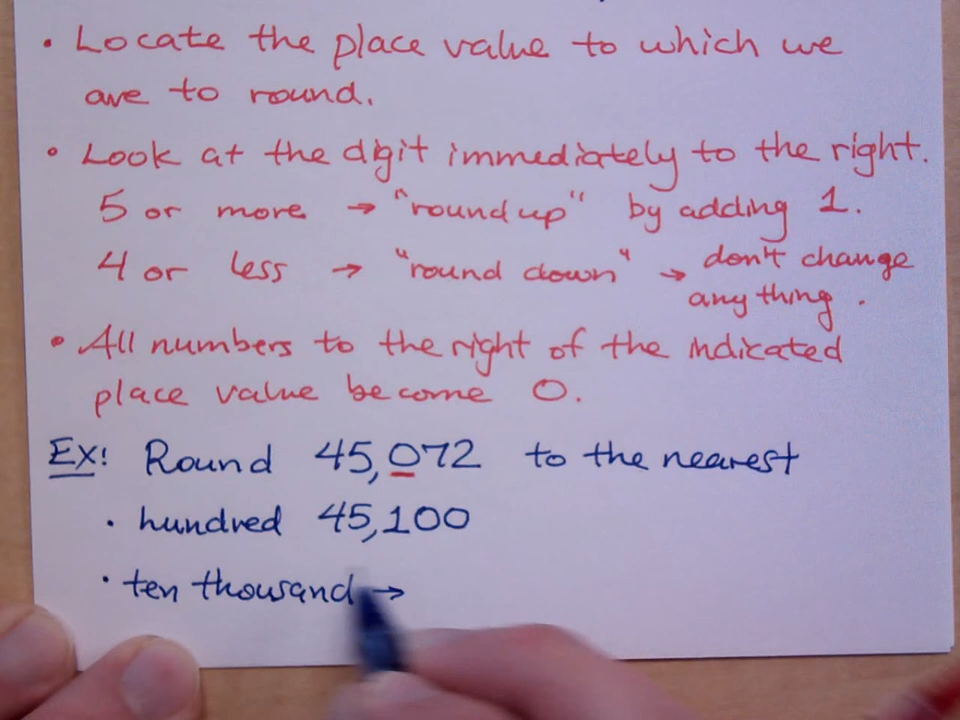 • Locate the place value to which we
are to round.
• Look at the digit immediately to the right.
5 or more → "round up" by adding 1.
4 or less → "round down" → don't change
anything.
• All numbers to the right of the indicated
place value become 0.
Ex: Round 45,072 to the nearest
• hundred 45,100
• ten thousand →